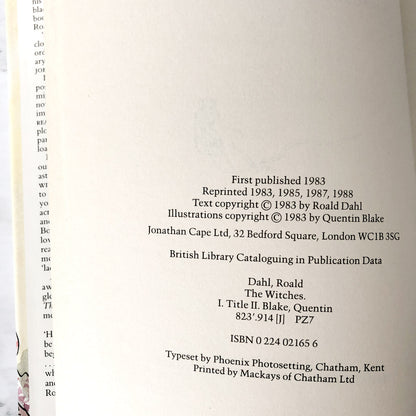 First published 1983
Reprinted 1983, 1985, 1987, 1988
Text copyright © 1983 by Roald Dahl
Illustrations copyright © 1983 by Quentin Blake
Jonathan Cape Ltd, 32 Bedford Square, London WC1B 3SG
British Library Cataloguing in Publication Data
Dahl, Roald
The Witches.
I. Title II. Blake, Quentin
823'.914 [J] PZ7
ISBN 0 224 02165 6
Typeset by Phoenix Photosetting, Chatham, Kent
Printed by Mackays of Chatham Ltd